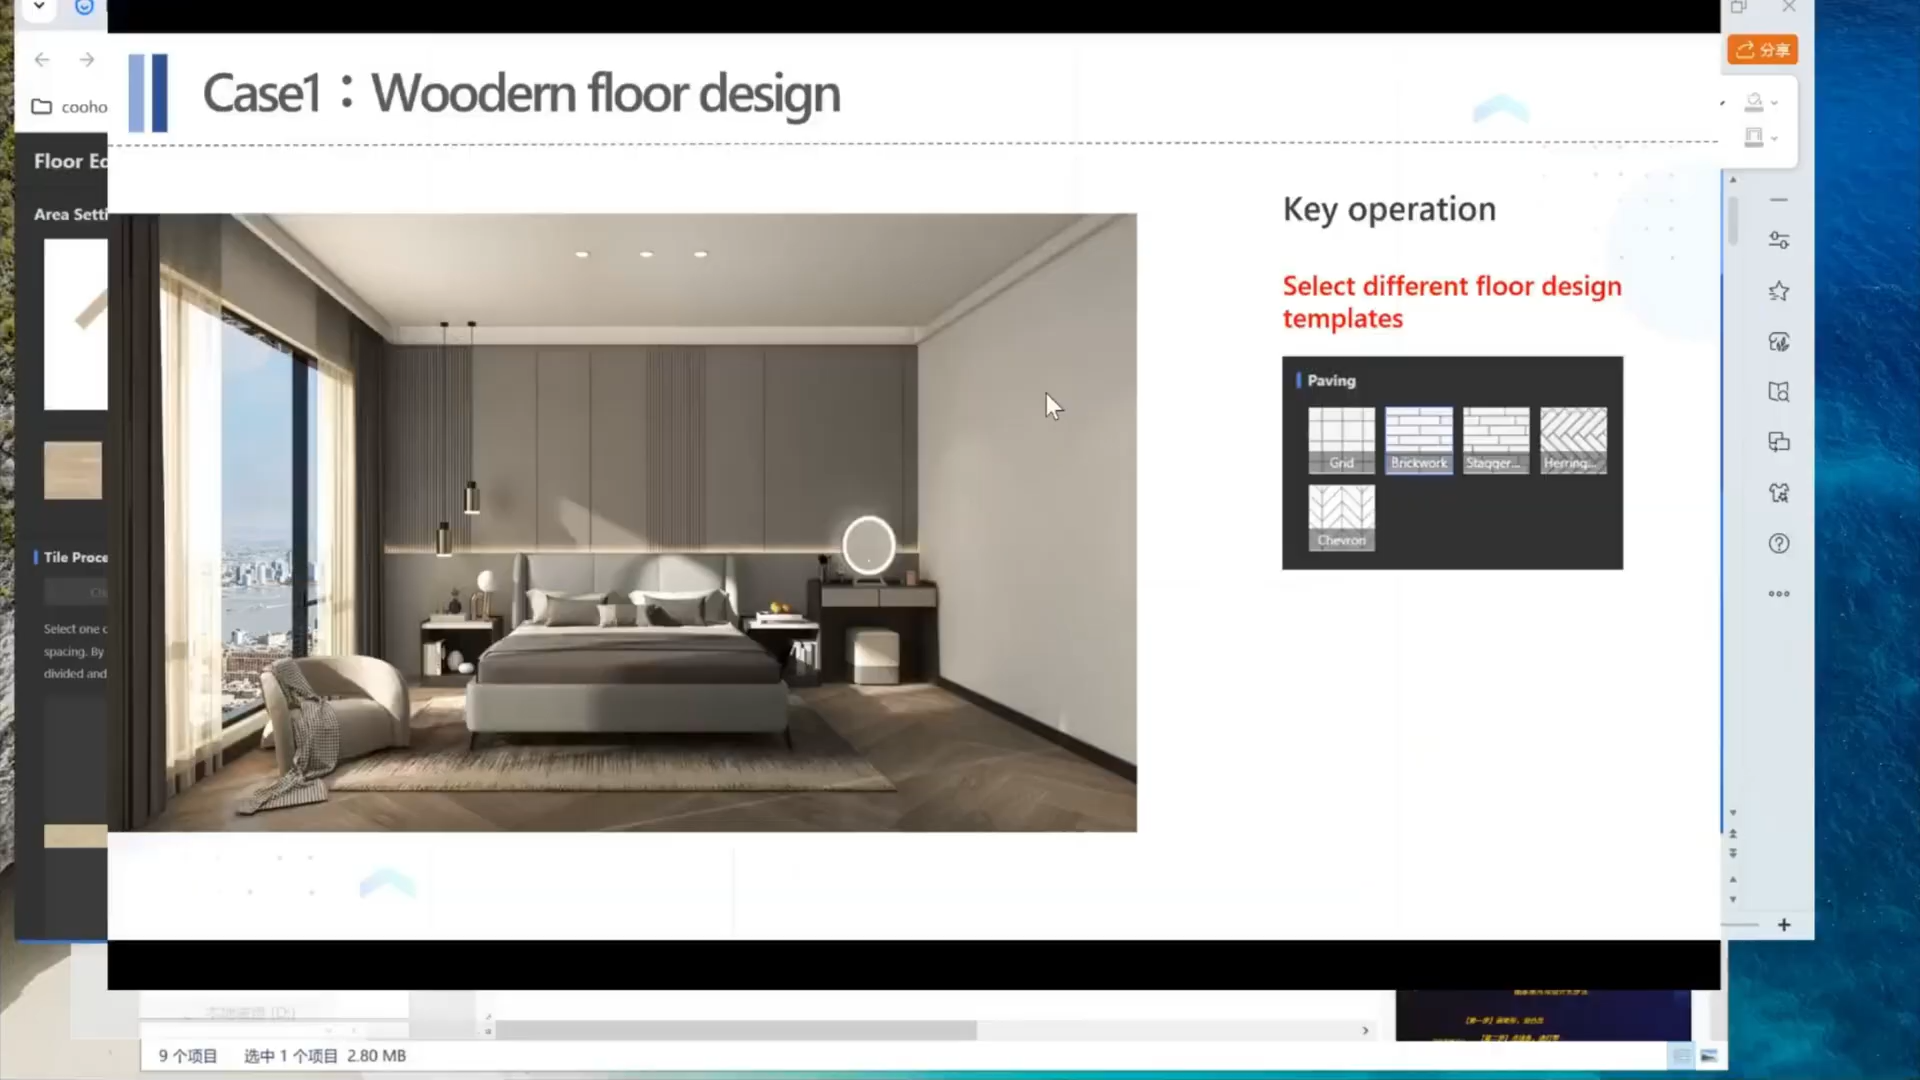 Case1：Woodern floor design
分享
cooho
Floor Ed
Area Setti
Key operation
Select different floor design
templates
Paving
Grid
Brickwork
Stagger...
Herring...
Chevron
Tile Proce
Select one
spacing. By
divided and
9 个项目 选中 1 个项目 2.80 MB